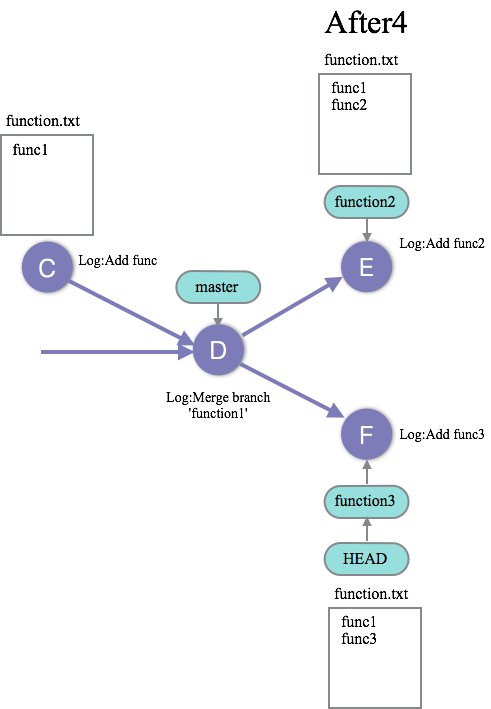 After4
function.txt
func1
func2
function.txt
func1
function2
Log:Add func2
E
C
Log:Add func
master
D
Log:Merge branch
'function1'
F
Log:Add func3
function3
HEAD
function.txt
func1
func3